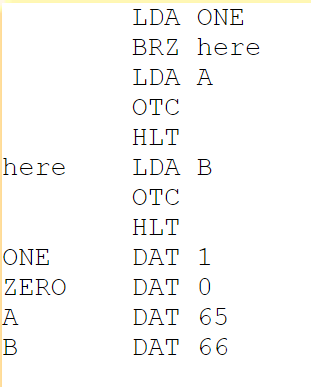 LDA ONE
BRZ here
LDA A
OTC
HLT
here LDA B
OTC
HLT
ONE DAT 1
ZERO DAT 0
A DAT 65
B DAT 66